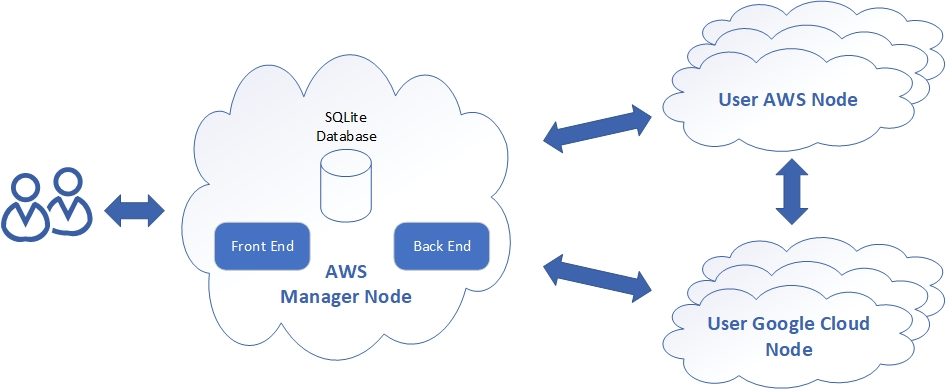 SQLite
Database
Front End
Back End
AWS
Manager Node
User AWS Node
User Google Cloud
Node